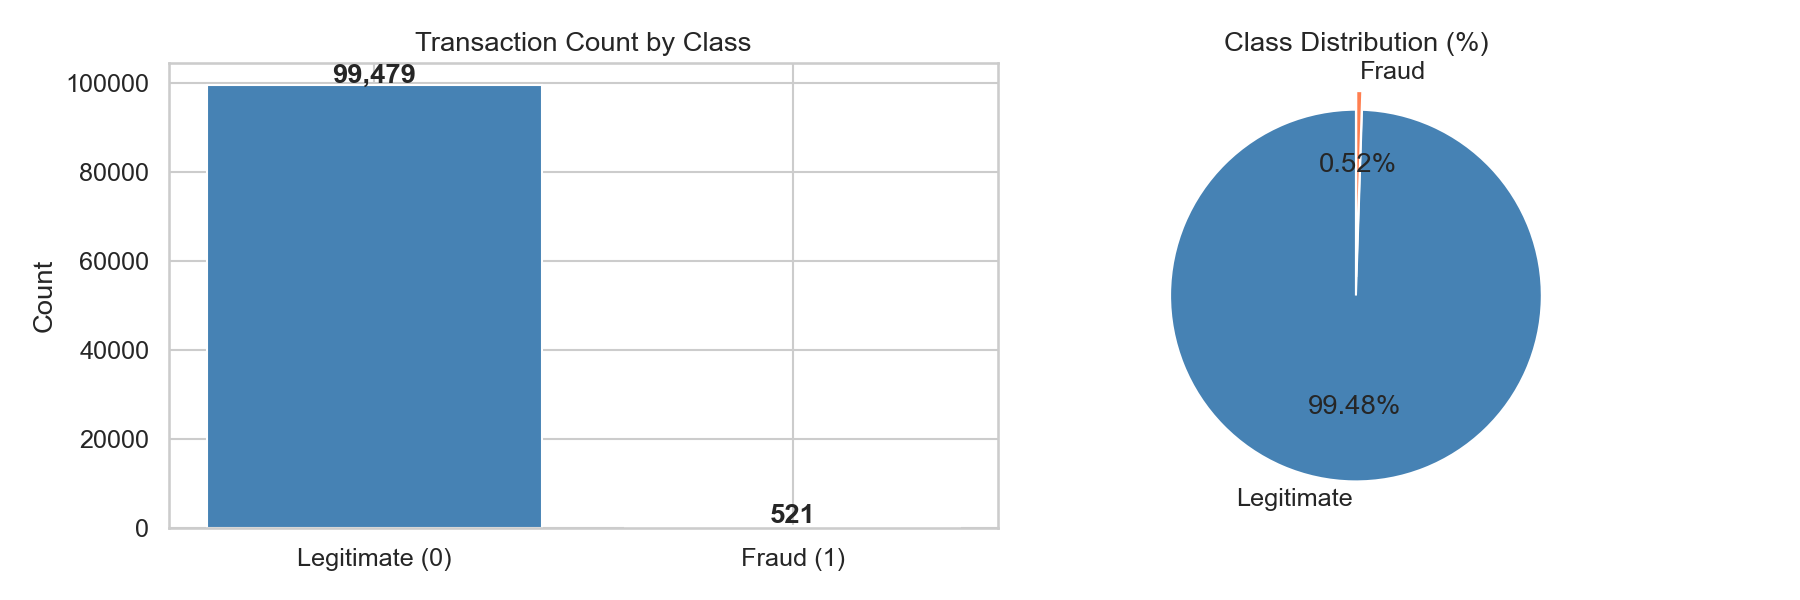 Transaction Count by Class
99,479
100000
80000
60000
40000
20000
0
Count
521
Legitimate (0)
Fraud (1)
Class Distribution (%)
Fraud
0.52%
99.48%
Legitimate